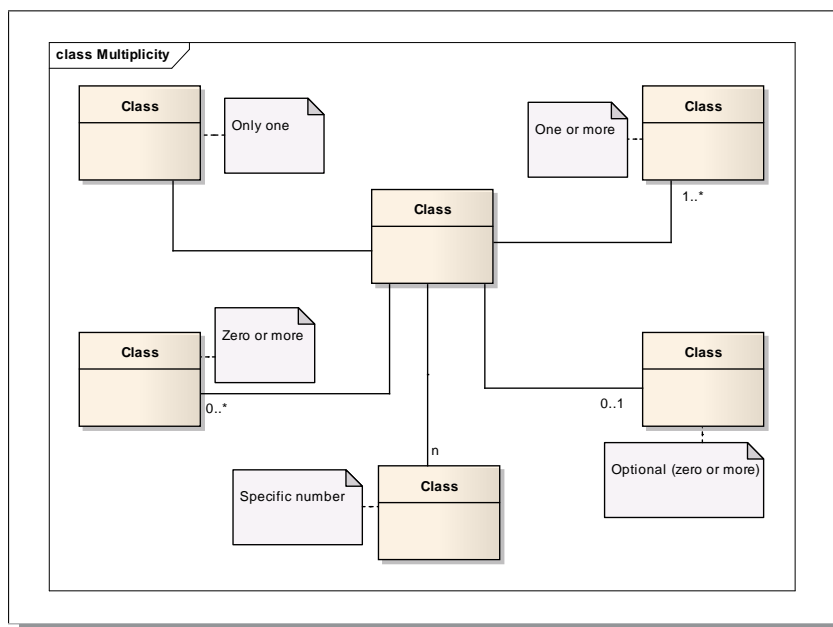 class Multiplicity
Class
Only one
One or more
Class
1..*
Class
Zero or more
Class
0..*
Class
0..1
Optional (zero or more)
n
Specific number
Class